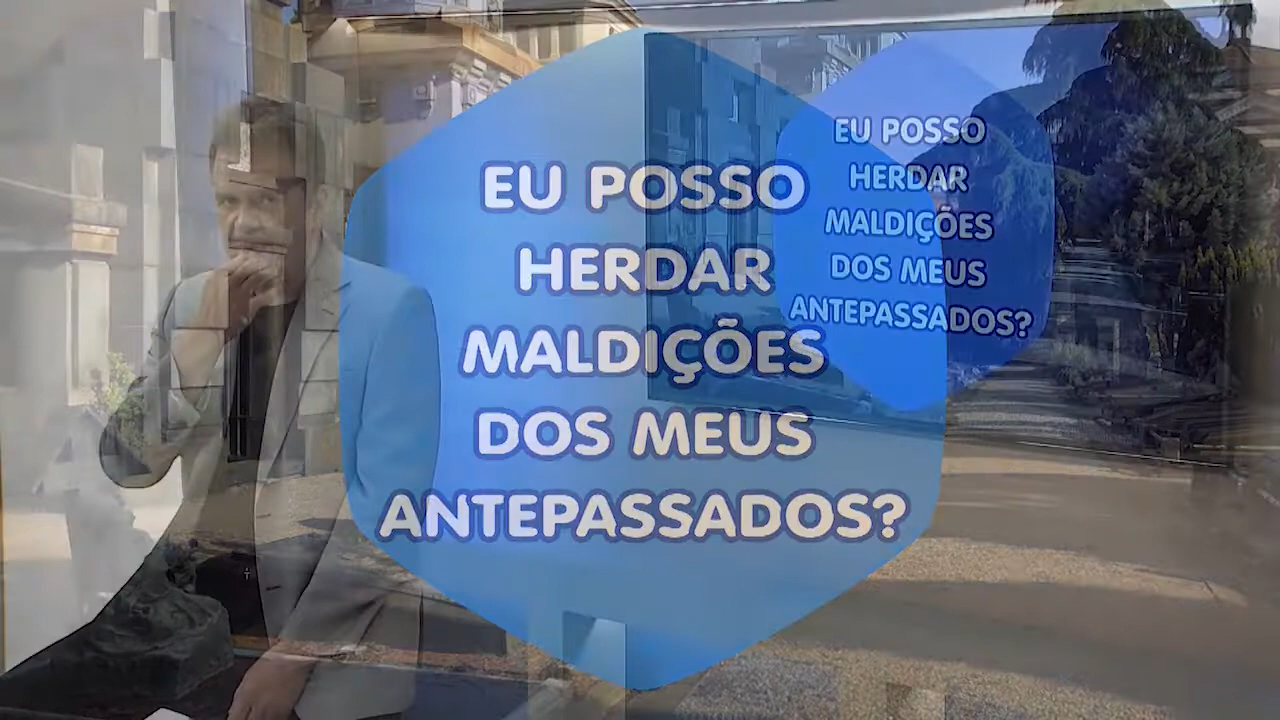 EU POSSO
HERDAR
MALDIÇÕES
DOS MEUS
ANTEPASSADOS?
EU POSSO
HERDAR
MALDIÇÕES
DOS MEUS
ANTEPASSADOS?